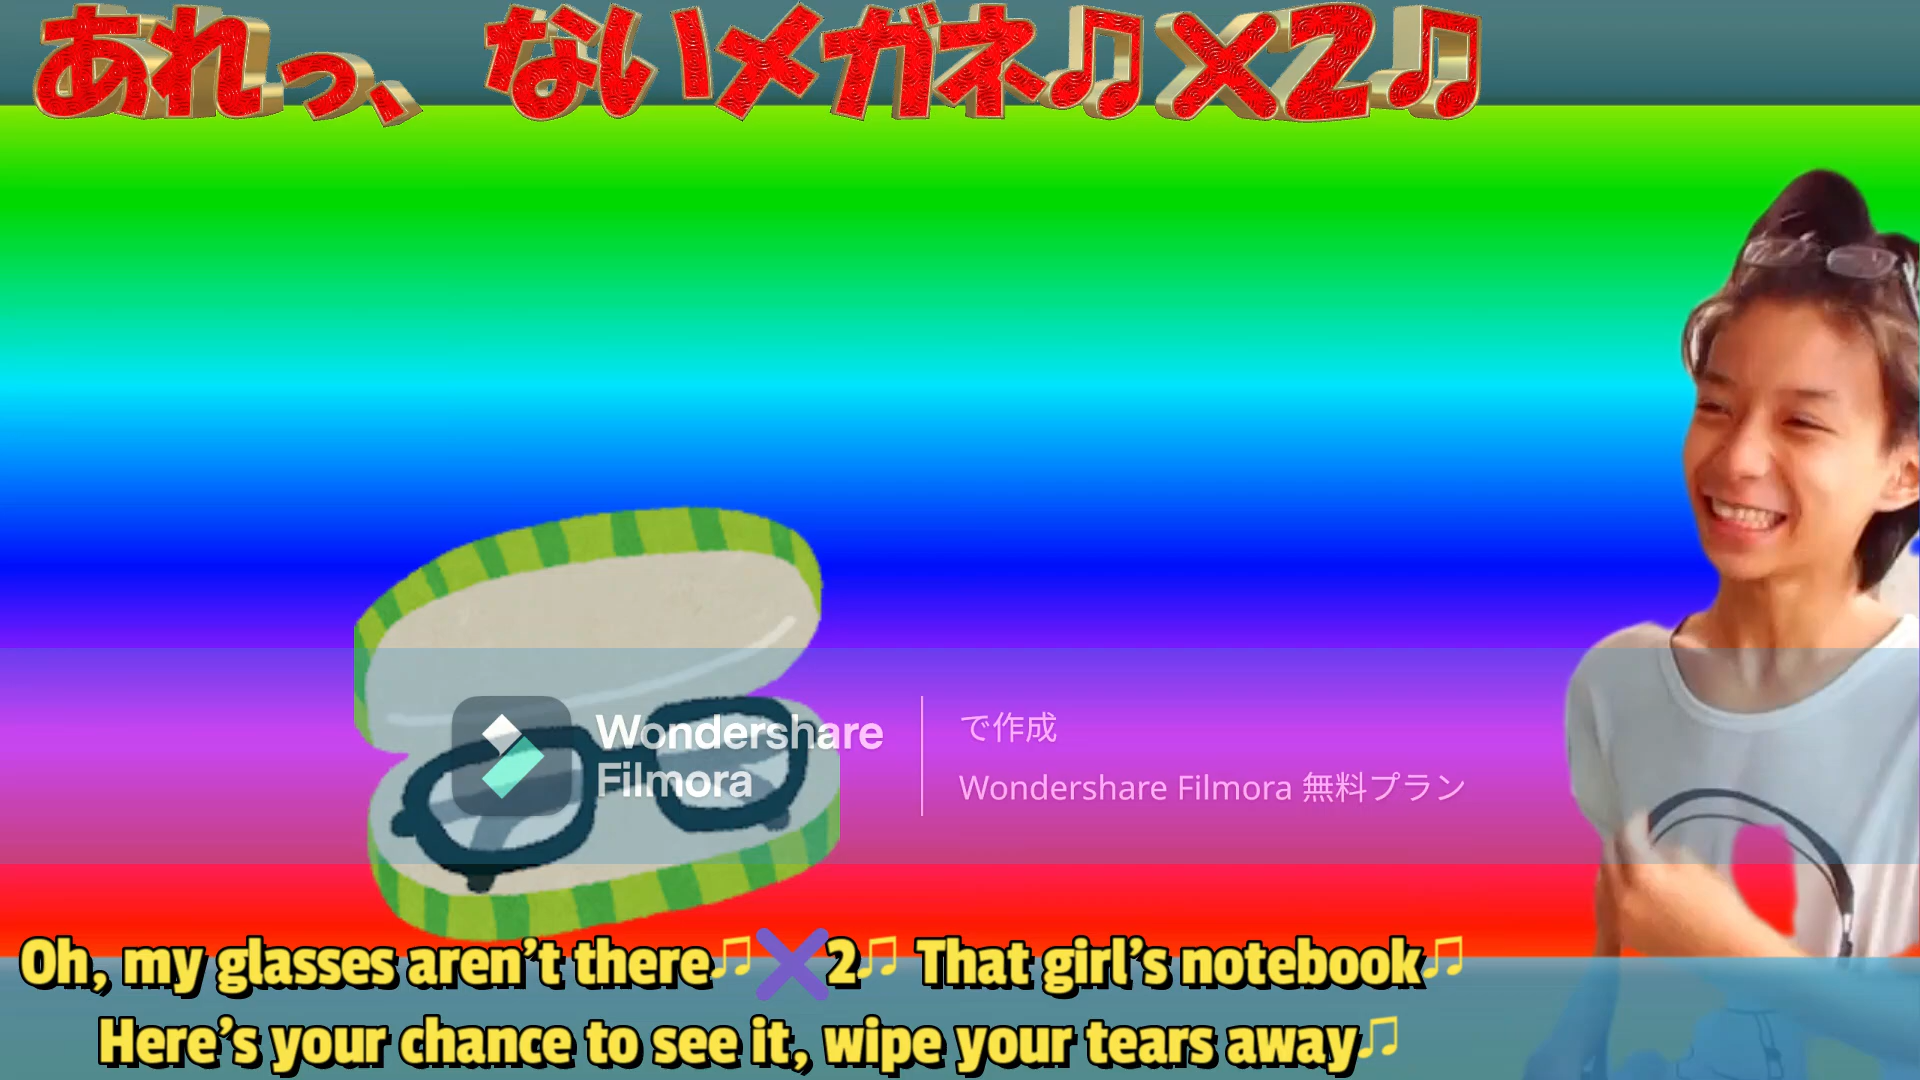 あれっ、ないメガネ♫×2♫
Wondershare
Filmora
で作成
Wondershare Filmora 無料プラン
Oh, my glasses aren't there♫❌2♫ That girl's notebook♫
Here's your chance to see it, wipe your tears away♫